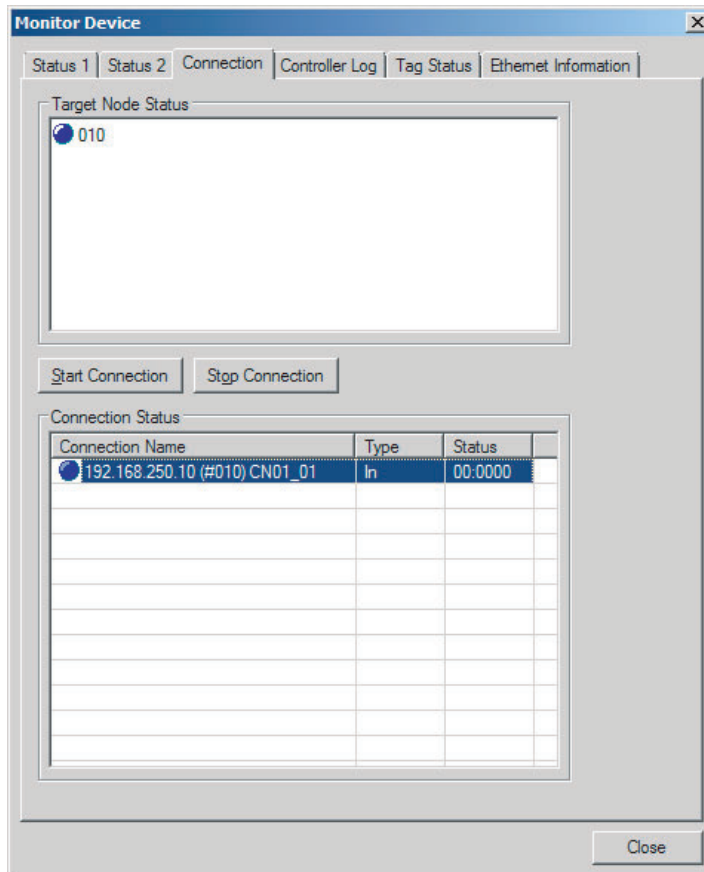 Monitor Device
Status 1 Status 2 Connection Controller Log Tag Status Ethernet Information
Target Node Status
010
Start Connection Stop Connection
Connection Status
Connection Name Type Status
192.168.250.10 (#010) CN01_01 In 00:0000
Close